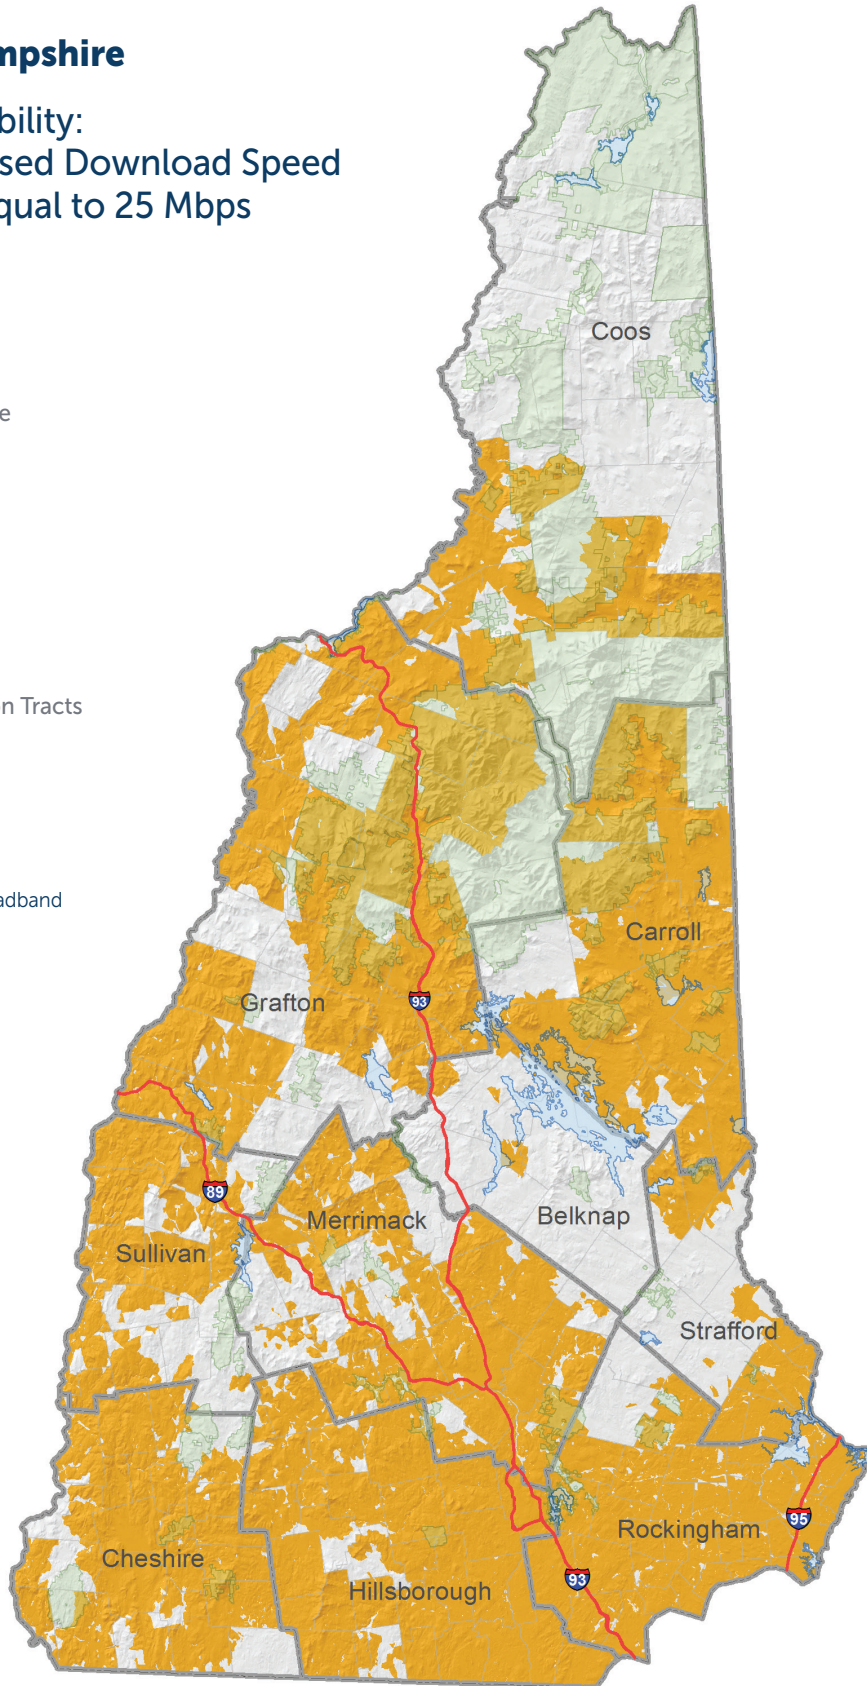 mpshire
bility:
sed Download Speed
qual to 25 Mbps
Coos
e
n Tracts
adband
Carroll
93
Grafton
89
Merrimack
Belknap
Sullivan
Strafford
95
Rockingham
Cheshire
93
Hillsborough